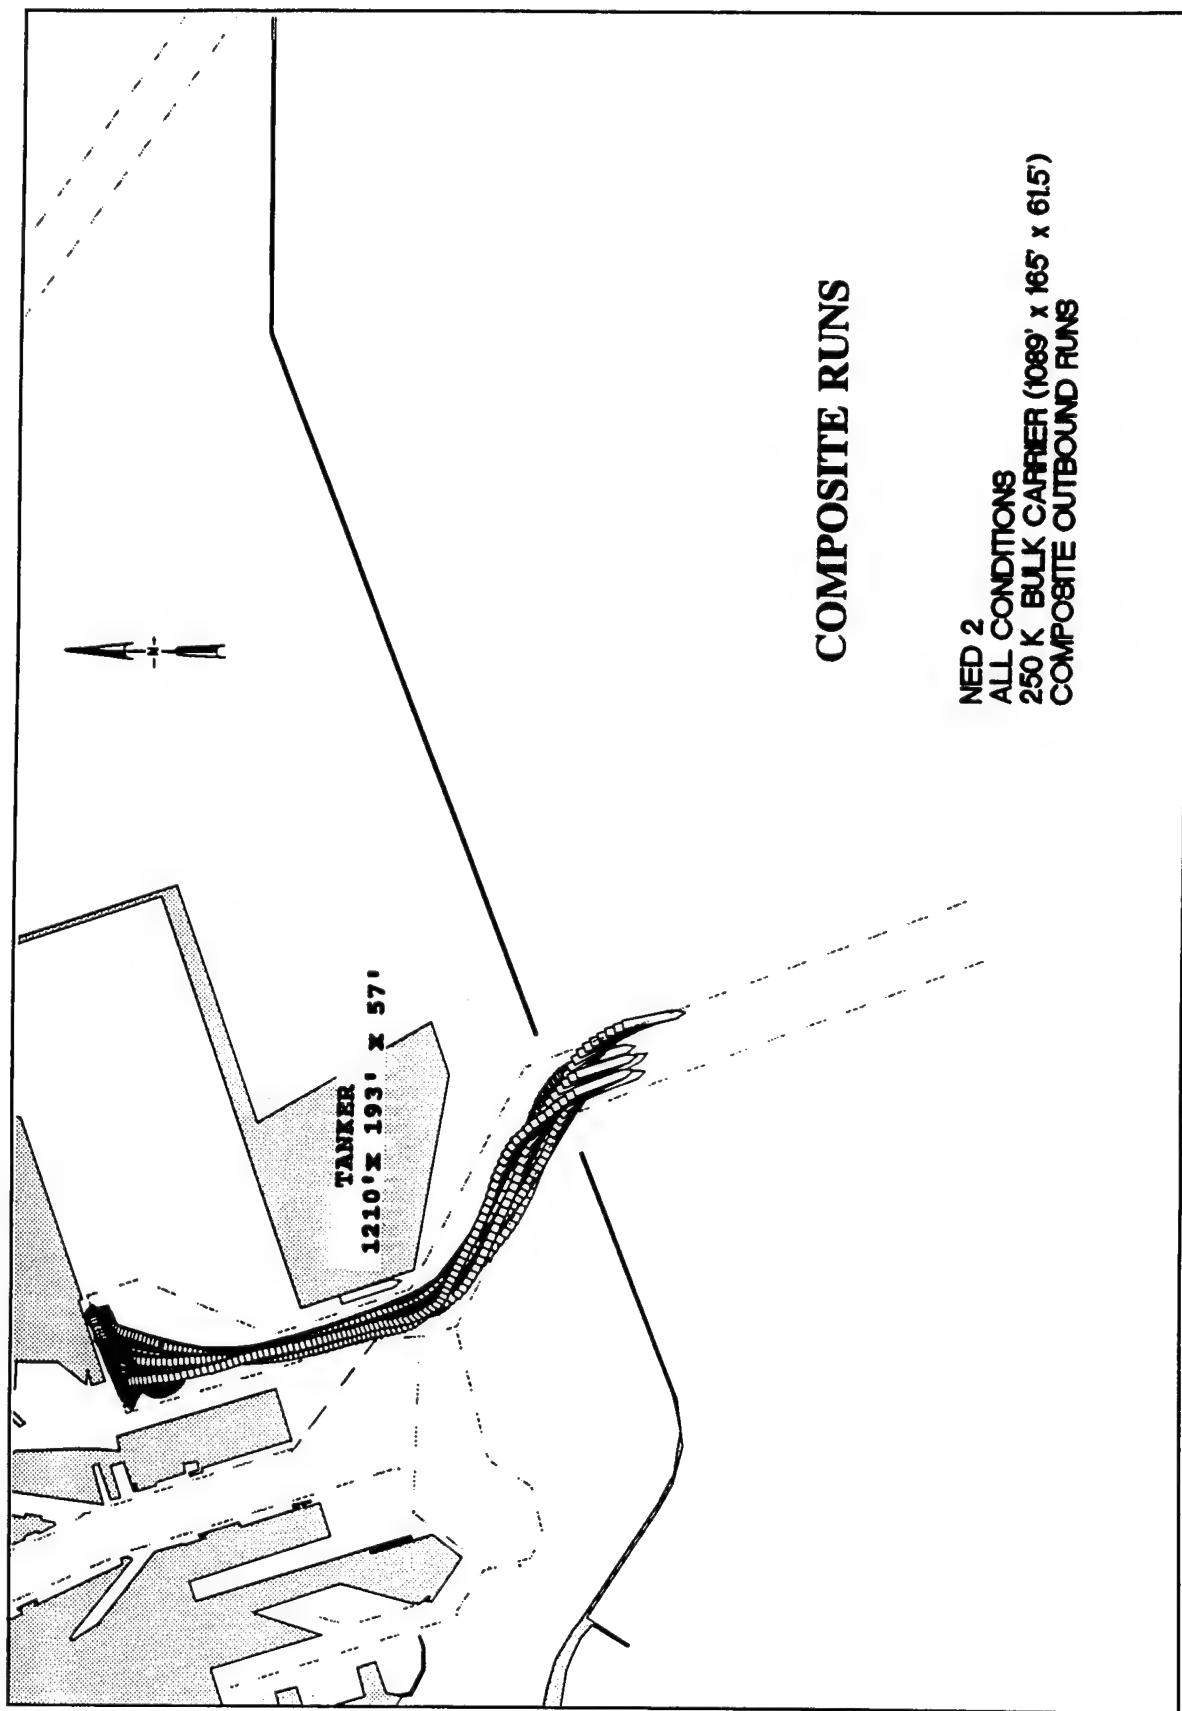 N
TANKER
1210'X 193' X 57'
COMPOSITE RUNS
NED 2
ALL CONDITIONS
250 K BULK CARRIER (1089' x 165' x 61.5')
COMPOSITE OUTBOUND RUNS